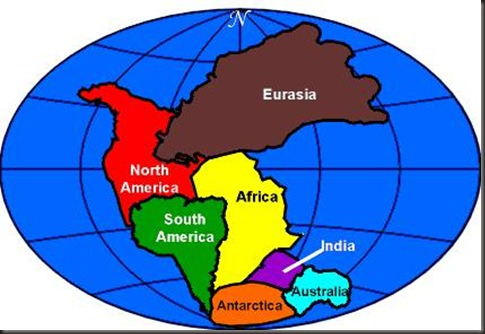 N
Eurasia
North
America
Africa
South
America
India
Australia
Antarctica